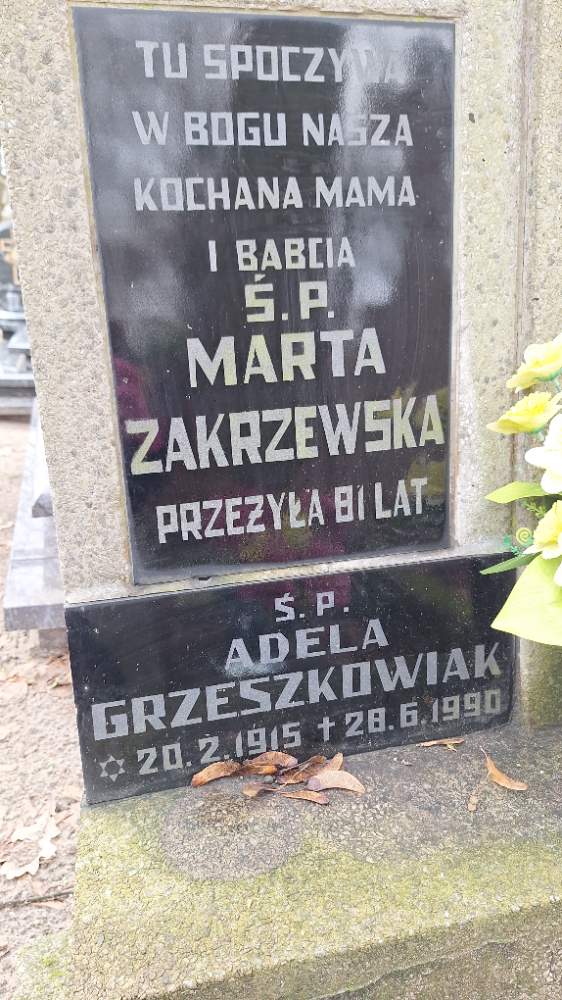 TU SPOCZYWA
W BOGU NASZA
KOCHANA MAMA
I BABCIA
Ś. P.
MARTA
ZAKRZEWSKA
PRZEŻYŁA 81 LAT
Ś. P.
ADELA
GRZESZKOWIAK
✡ 20.2.1915 ✝ 28.6.1990